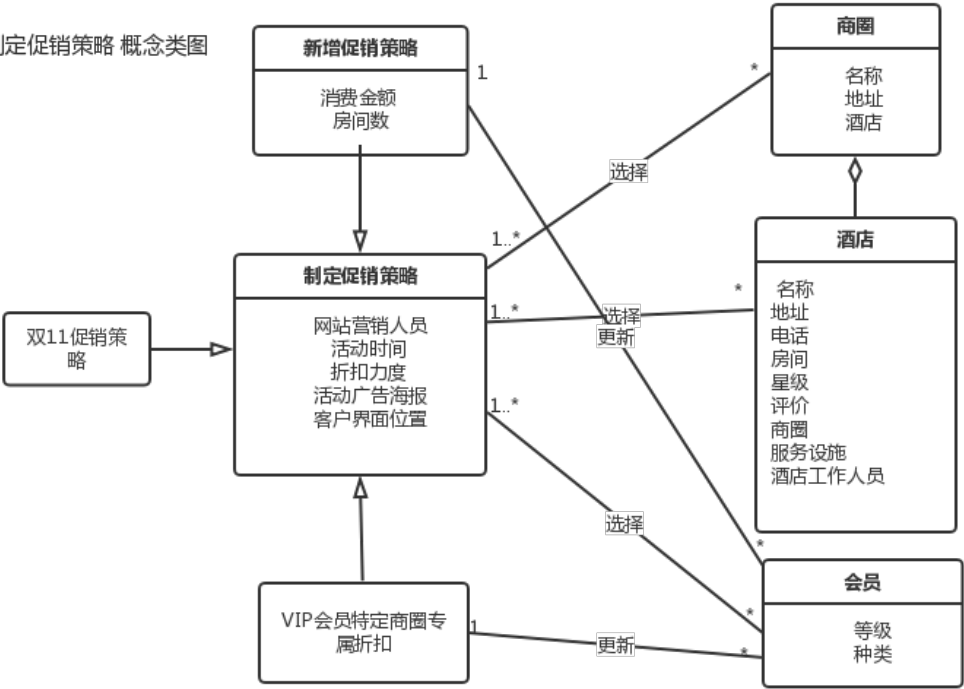 定促销策略 概念类图
新增促销策略
消费金额
房间数
1
*
商圈
名称
地址
酒店
选择
1..*
制定促销策略
网站营销人员
活动时间
折扣力度
活动广告海报
客户界面位置
双11促销策
略
1..*
选择
更新
*
酒店
名称
地址
电话
房间
星级
评价
商圈
服务设施
酒店工作人员
1..*
选择
*
*
会员
等级
种类
VIP会员特定商圈专
属折扣
1
更新
*